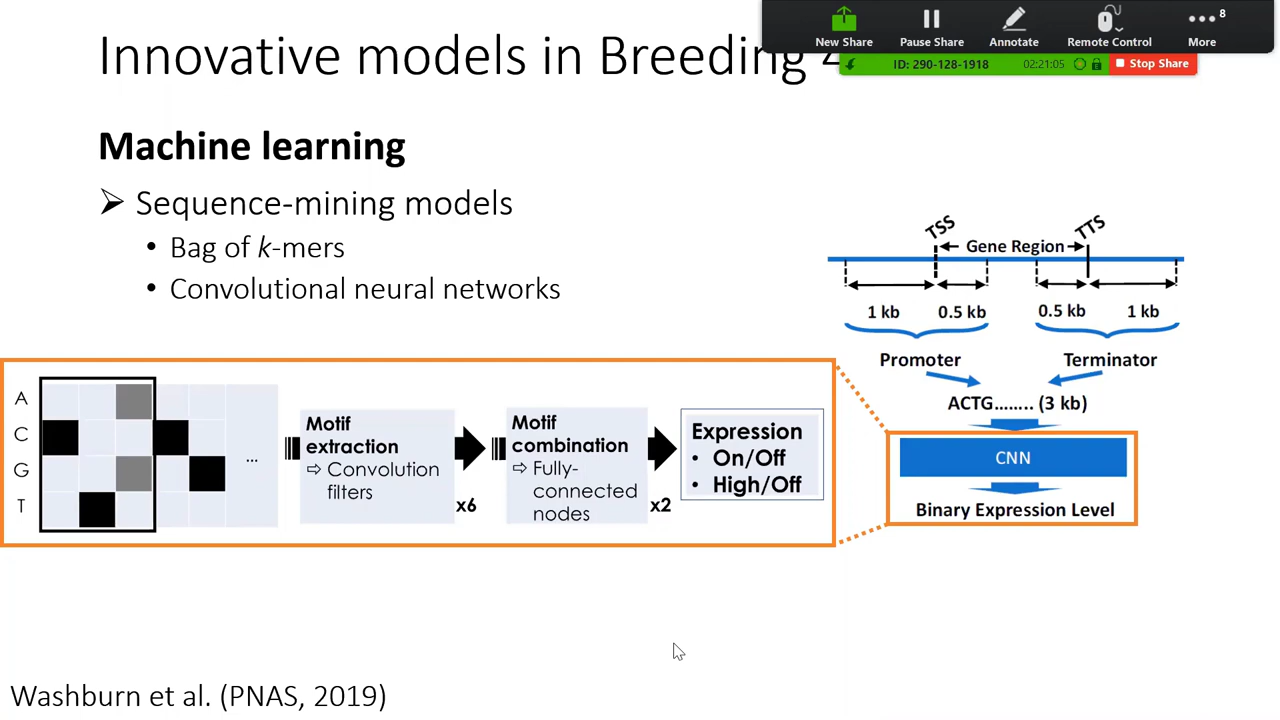 New Share
Pause Share
Annotate
Remote Control
More
8
ID: 290-128-1918
02:21:05
Stop Share
Innovative models in Breeding
Machine learning
➢ Sequence-mining models
• Bag of k-mers
• Convolutional neural networks
TSS
TTS
Gene Region
1 kb
0.5 kb
0.5 kb
1 kb
Promoter
Terminator
ACTG........ (3 kb)
CNN
Binary Expression Level
A
C
G
T
...
Motif
extraction
⇨ Convolution
filters
x6
Motif
combination
⇨ Fully-
connected
nodes
x2
Expression
• On/Off
• High/Off
Washburn et al. (PNAS, 2019)